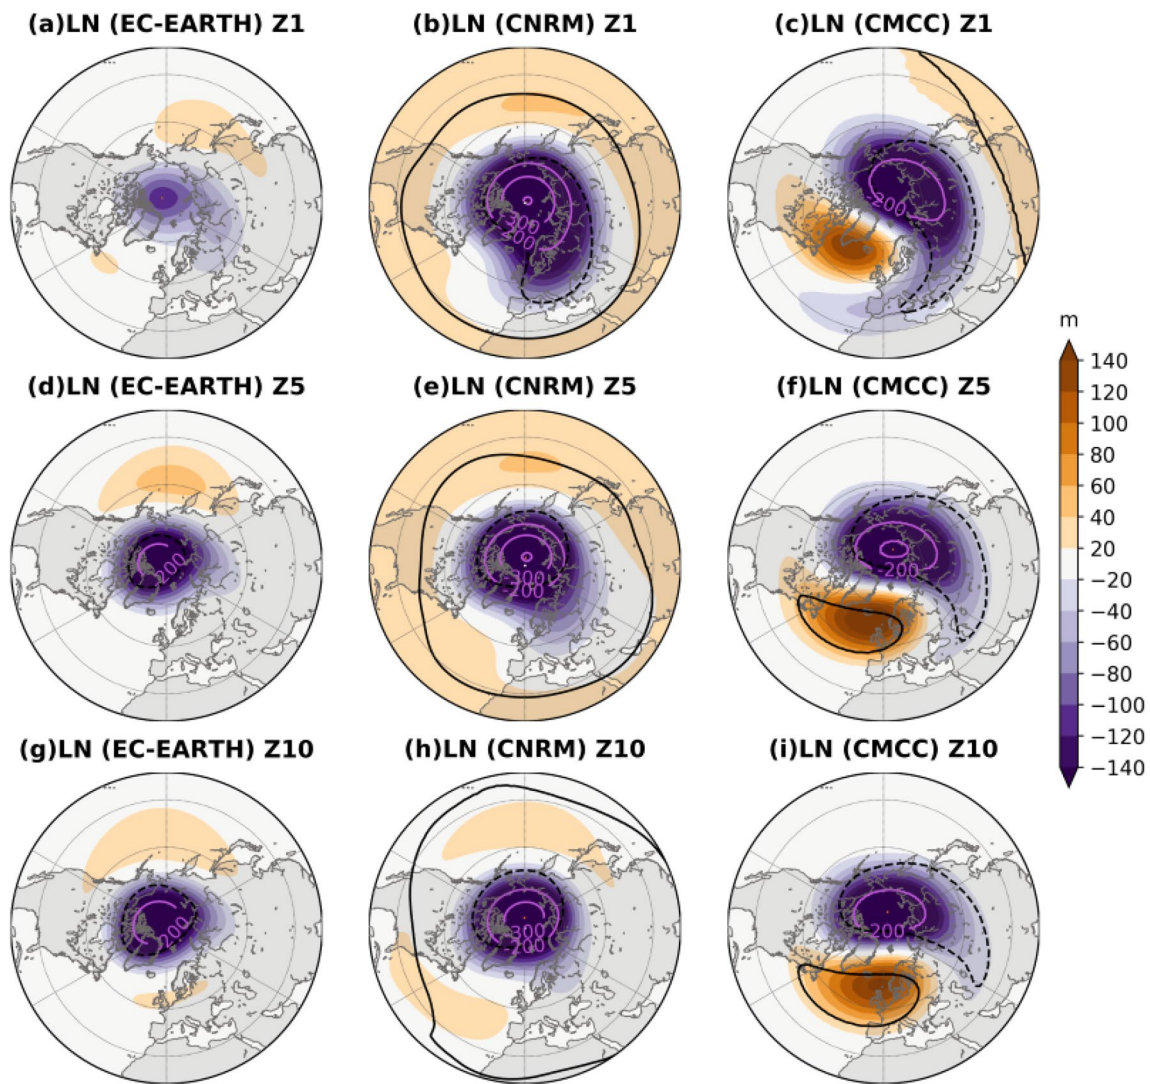 (a)LN (EC-EARTH) Z1
(b)LN (CNRM) Z1
(c)LN (CMCC) Z1
300
200
-200
m
140
120
100
80
60
40
20
−20
−40
−60
−80
−100
−120
−140
(d)LN (EC-EARTH) Z5
(e)LN (CNRM) Z5
(f)LN (CMCC) Z5
-200
-300
-200
-200
(g)LN (EC-EARTH) Z10
(h)LN (CNRM) Z10
(i)LN (CMCC) Z10
-200
-300
-200
-200